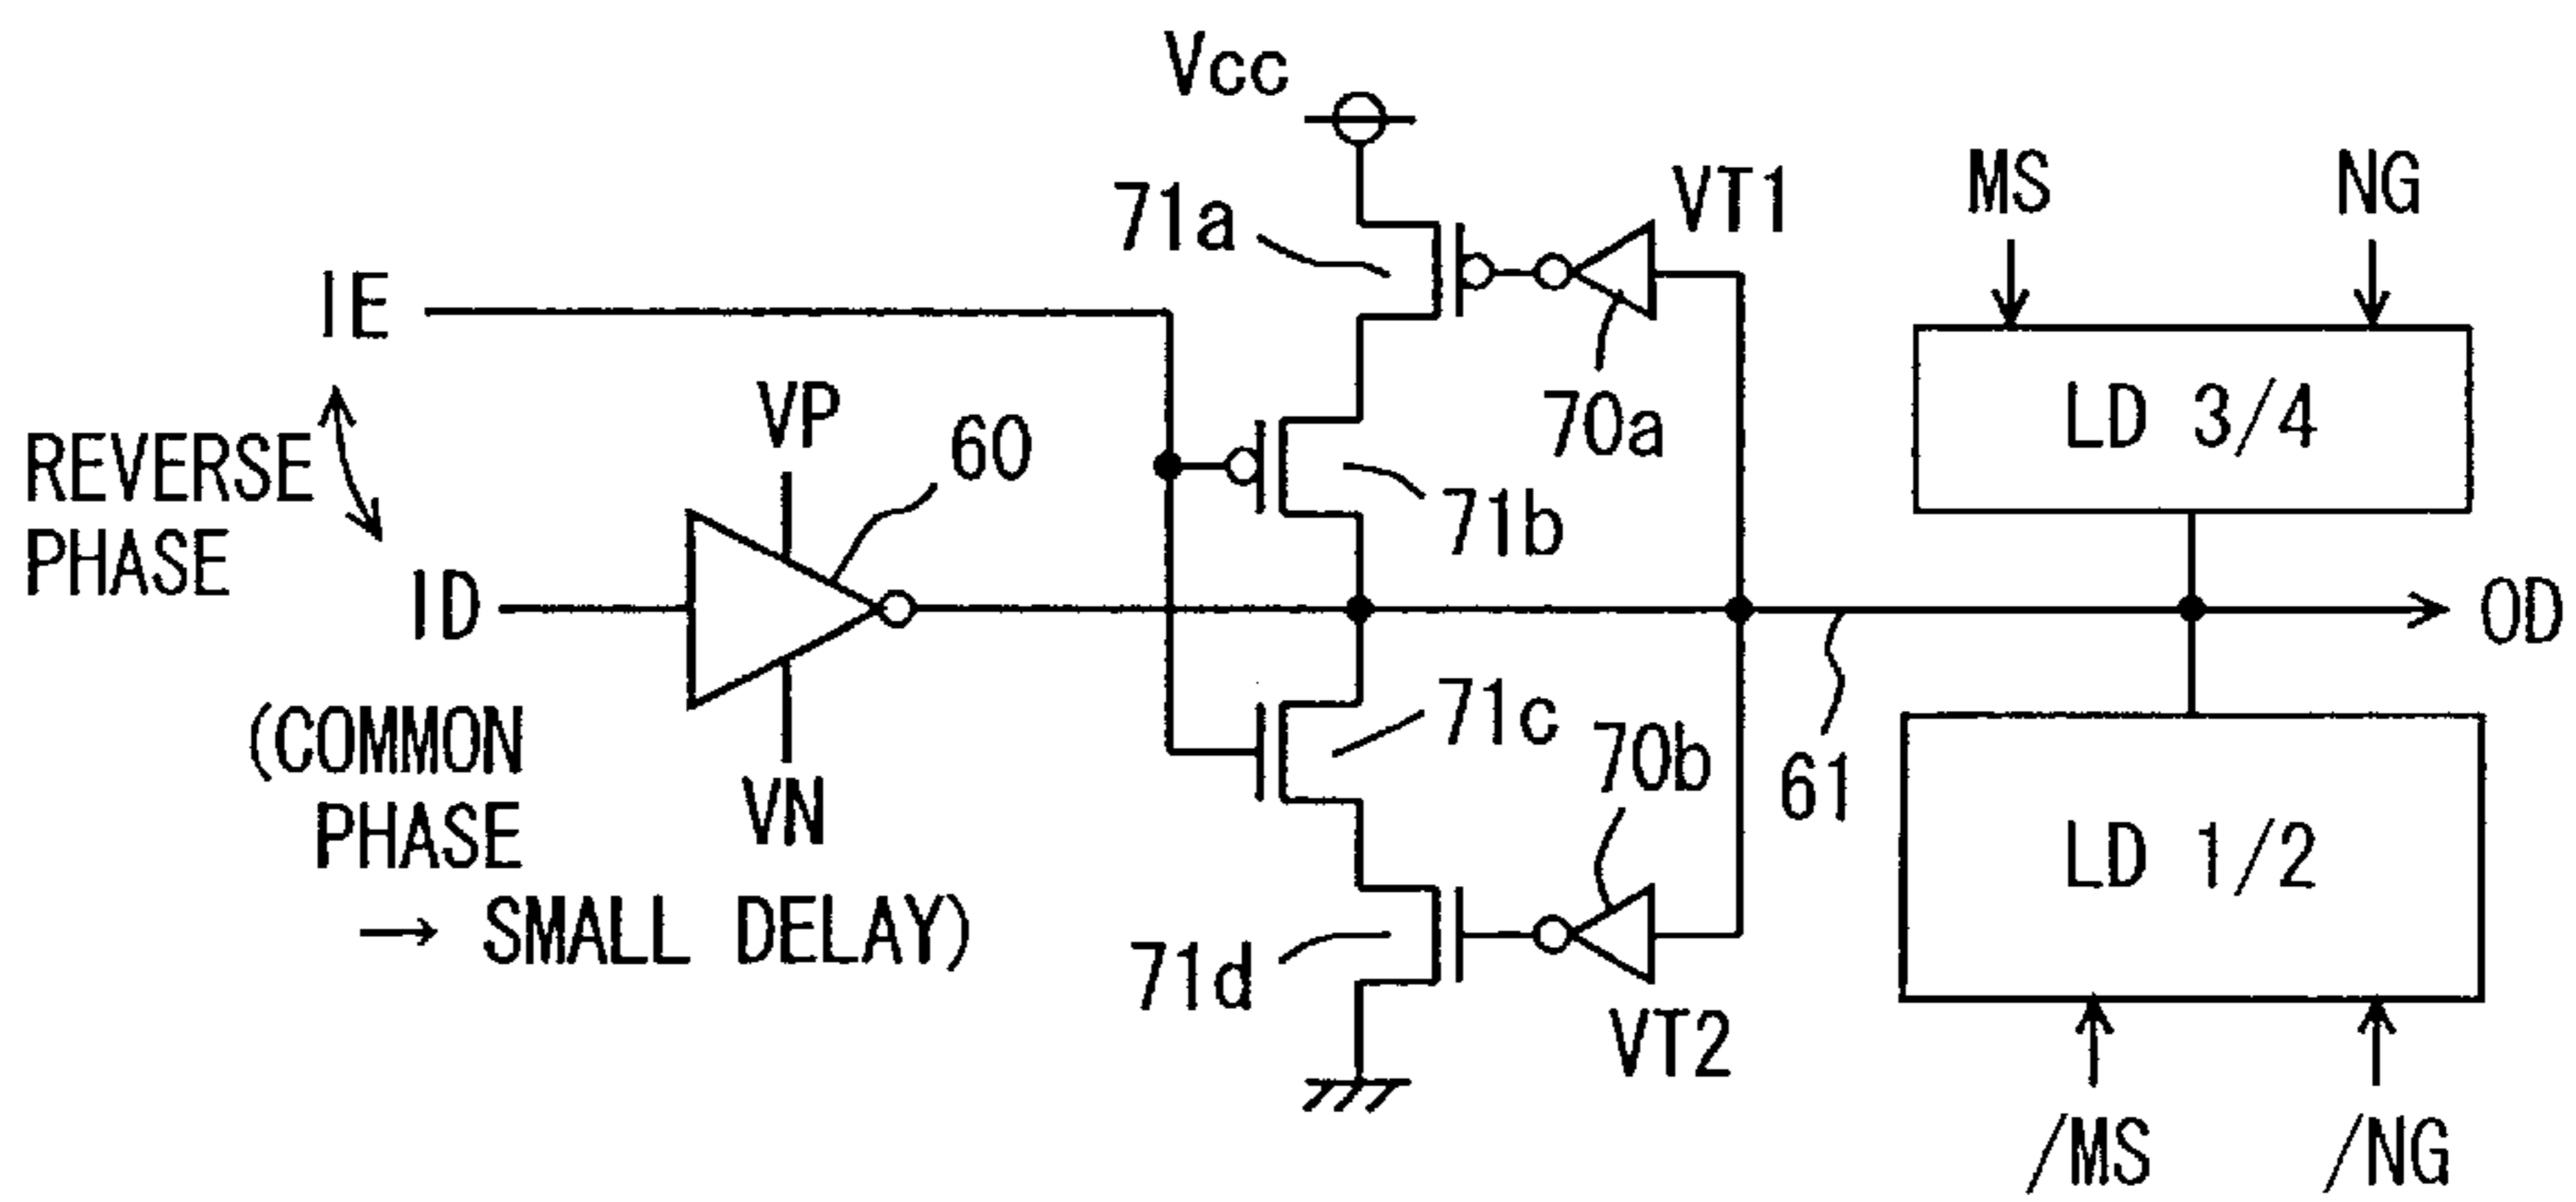 Vcc
VT1
MS
NG
71a
IE
70a
LD 3/4
VP
60
REVERSE
PHASE
71b
ID
OD
(COMMON
PHASE
→ SMALL DELAY)
VN
71c
70b
61
LD 1/2
71d
VT2
/MS
/NG